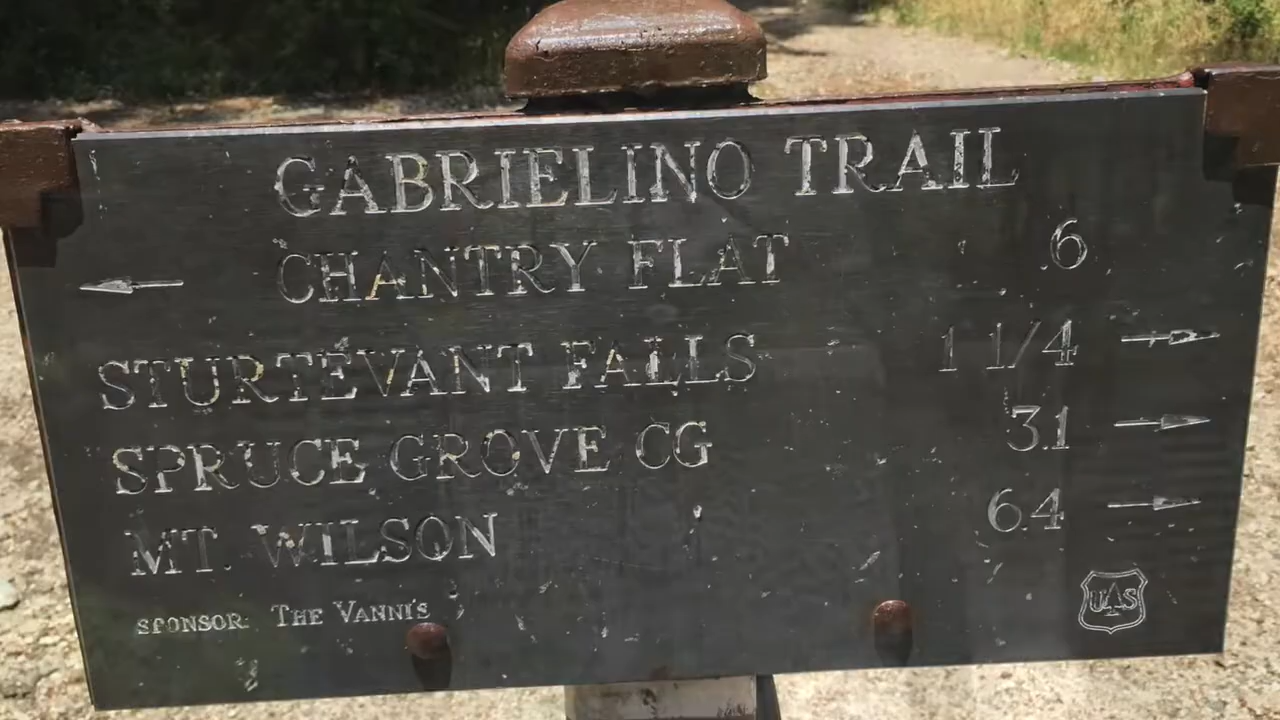 GABRIELINO TRAIL
← CHANTRY FLAT .6
STURTEVANT FALLS 1 1/4 →
SPRUCE GROVE CG 3.1 →
MT. WILSON 6.4 →
SPONSOR: THE VANNI'S
UAS